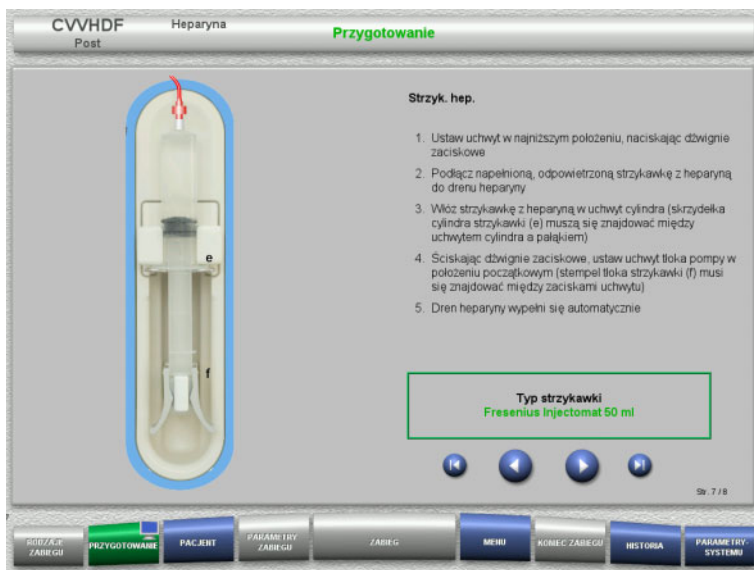 CVVHDF Heparyna Przygotowanie
Post
Strzyk. hep.
1. Ustaw uchwyt w najniższym położeniu, naciskając dźwignie
zaciskowe
2. Podłącz napełnioną, odpowietrzoną strzykawkę z heparyną
do drenu heparyny
3. Włóż strzykawkę z heparyną w uchwyt cylindra (skrzydełka
cylindra strzykawki (e) muszą się znajdować między
uchwytem cylindra a pałąkiem)
4. Ściskając dźwignie zaciskowe, ustaw uchwyt tłoka pompy w
położeniu początkowym (stempel tłoka strzykawki (f) musi
się znajdować między zaciskami uchwytu)
5. Dren heparyny wypełni się automatycznie
e
f
Typ strzykawki
Fresenius Injectomat 50 ml
Str. 7 / 8
RODZAJE ZABIEGU
PRZYGOTOWANIE
PACJENT
PARAMETRY ZABIEGU
ZABIEG
MENU
KONIEC ZABIEGU
HISTORIA
PARAMETRY-SYSTEMU